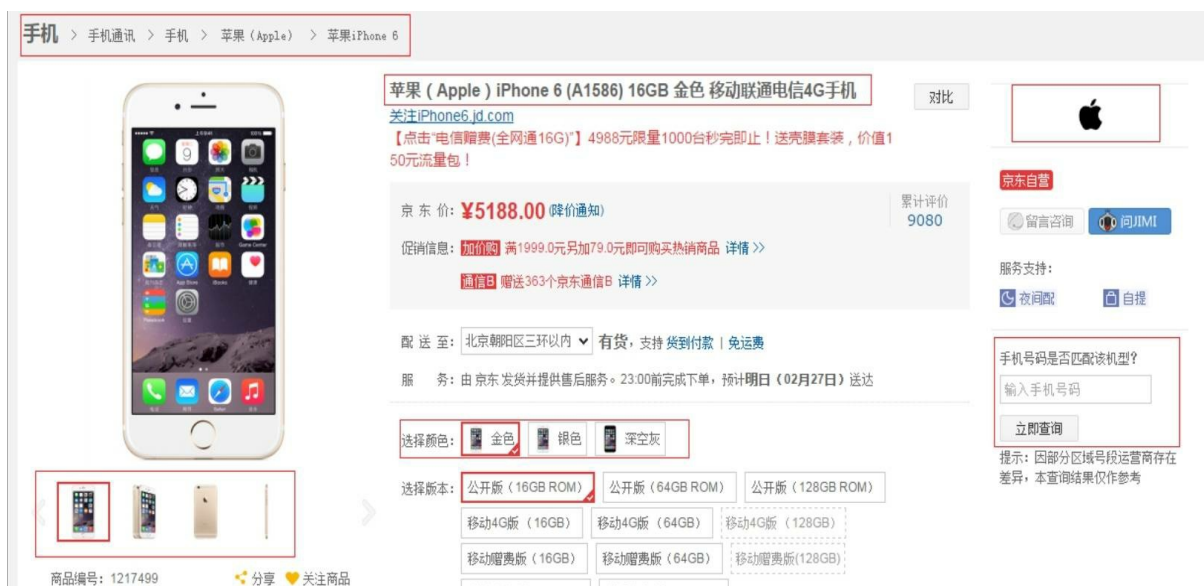 手机 > 手机通讯 > 手机 > 苹果（Apple） > 苹果iPhone 6
苹果（Apple）iPhone 6 (A1586) 16GB 金色 移动联通电信4G手机
对比
关注iPhone6.jd.com
【点击“电信赠费(全网通16G)”】4988元限量1000台秒完即止！送壳膜套装，价值1
50元流量包！
京东自营
京 东 价: ¥5188.00 (降价通知)
累计评价
9080
留言咨询
问JIMI
促销信息: 加价购 满1999.0元另加79.0元即可购买热销商品 详情 >>
通信B 赠送363个京东通信B 详情 >>
服务支持:
夜间配
自提
配 送 至: 北京朝阳区三环以内 有货，支持 货到付款 | 免运费
服 务: 由 京东 发货并提供售后服务。23:00前完成下单，预计明日（02月27日）送达
手机号码是否匹配该机型?
输入手机号码
立即查询
提示: 因部分区域号段运营商存在
差异，本查询结果仅作参考
选择颜色: 金色 银色 深空灰
选择版本: 公开版（16GB ROM） 公开版（64GB ROM） 公开版（128GB ROM）
移动4G版（16GB） 移动4G版（64GB） 移动4G版（128GB）
移动赠费版（16GB） 移动赠费版（64GB） 移动赠费版(128GB)
商品编号: 1217499
分享
关注商品